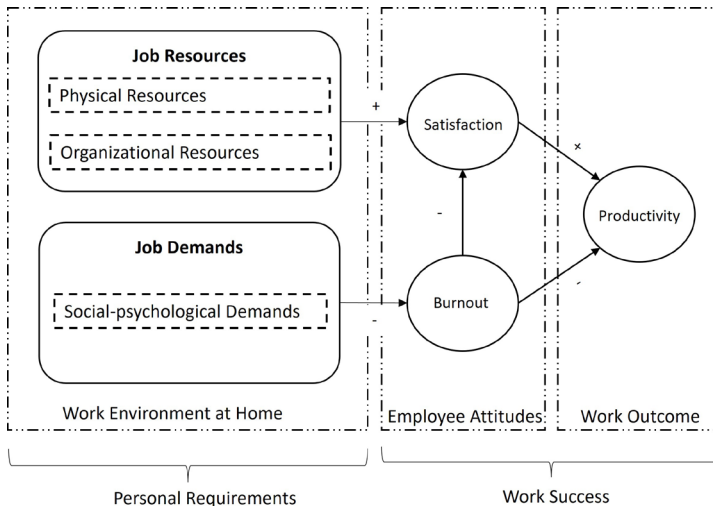 Job Resources
Physical Resources
Organizational Resources
+
Satisfaction
+
Productivity
-
Job Demands
Social-psychological Demands
-
Burnout
-
Work Environment at Home
Employee Attitudes
Work Outcome
Personal Requirements
Work Success